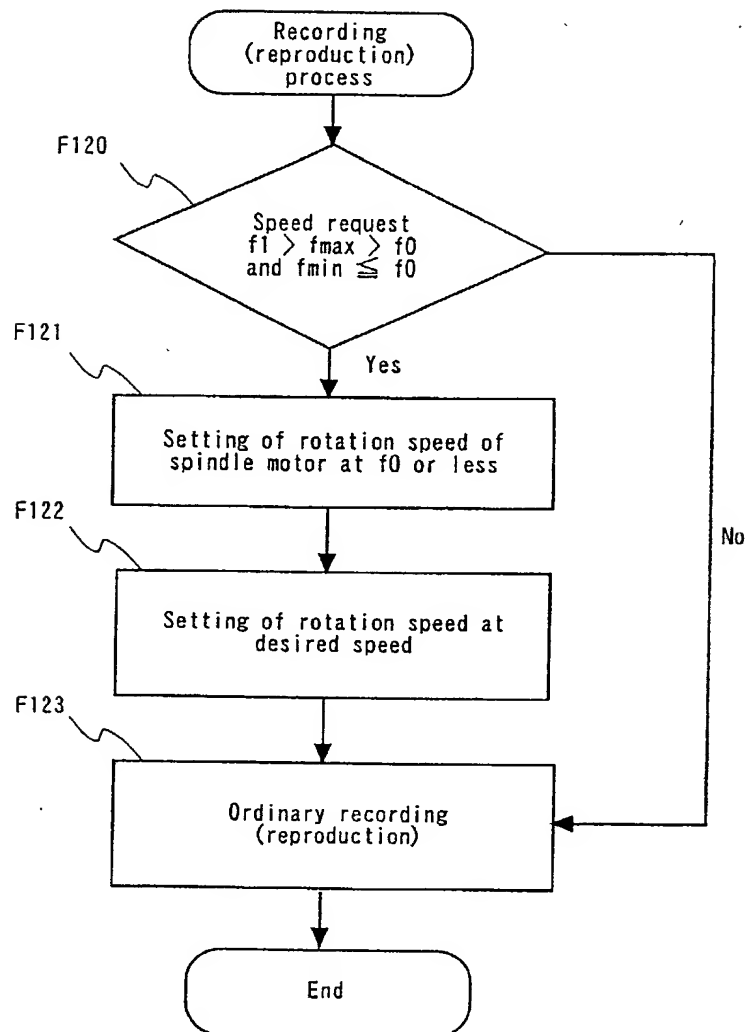 Recording
(reproduction)
process
F120
Speed request
f1 > fmax > f0
and fmin ≦ f0
Yes
F121
Setting of rotation speed of
spindle motor at f0 or less
F122
No
Setting of rotation speed at
desired speed
F123
Ordinary recording
(reproduction)
End